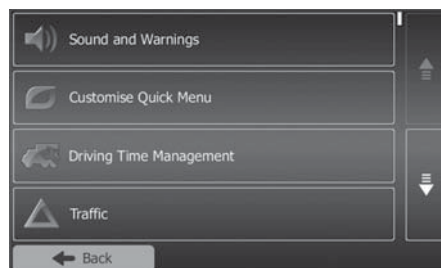 Sound and Warnings
Customise Quick Menu
Driving Time Management
Traffic
Back